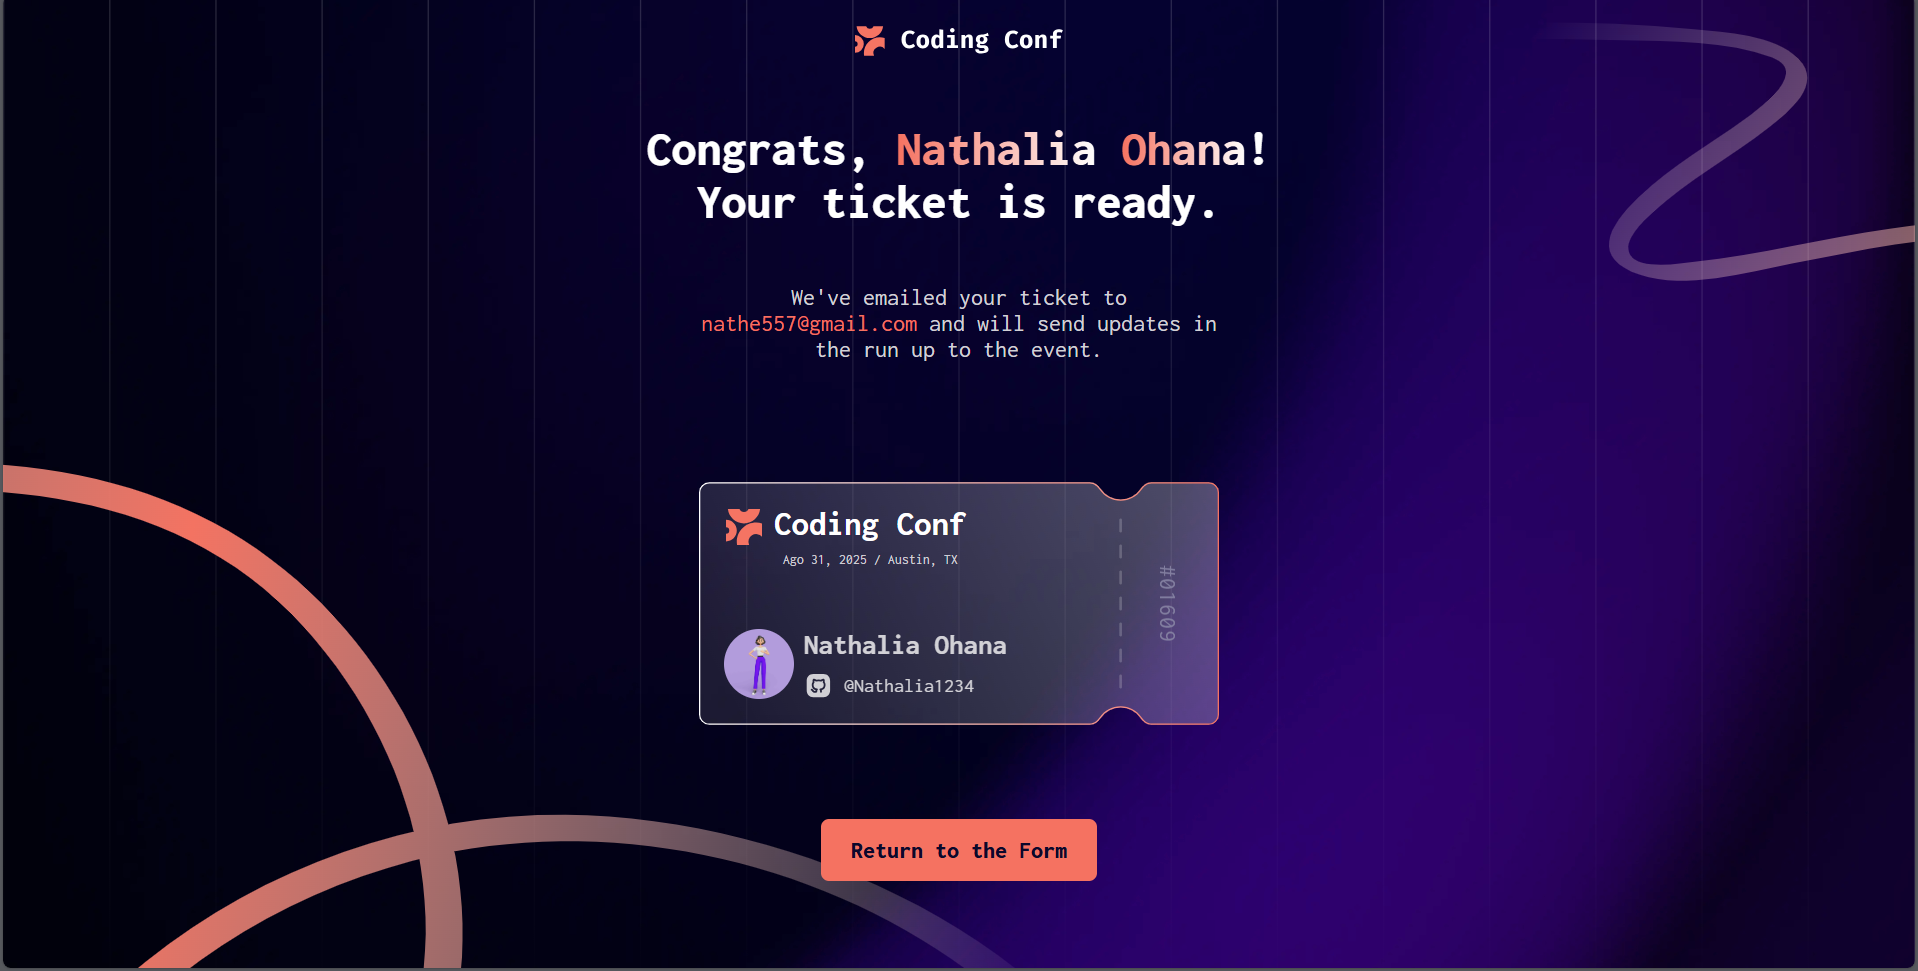 Coding Conf
Congrats, Nathalia Ohana!
Your ticket is ready.
We've emailed your ticket to
nathe557@gmail.com and will send updates in
the run up to the event.
Coding Conf
Ago 31, 2025 / Austin, TX
#01609
Nathalia Ohana
@Nathalia1234
Return to the Form